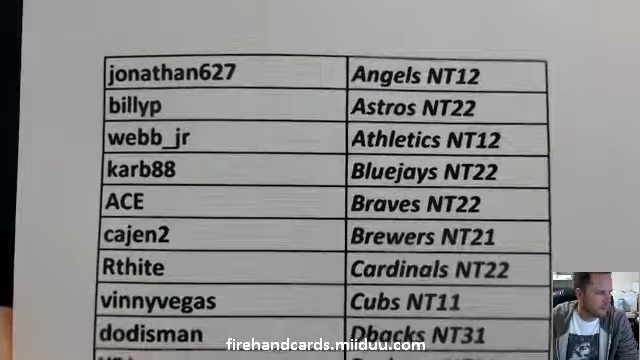 jonathan627 Angels NT12
billyp Astros NT22
webb_jr Athletics NT12
karb88 Bluejays NT22
ACE Braves NT22
cajen2 Brewers NT21
Rthite Cardinals NT22
vinnyvegas Cubs NT11
dodisman Dbacks NT31
firehandcards.miiduu.com